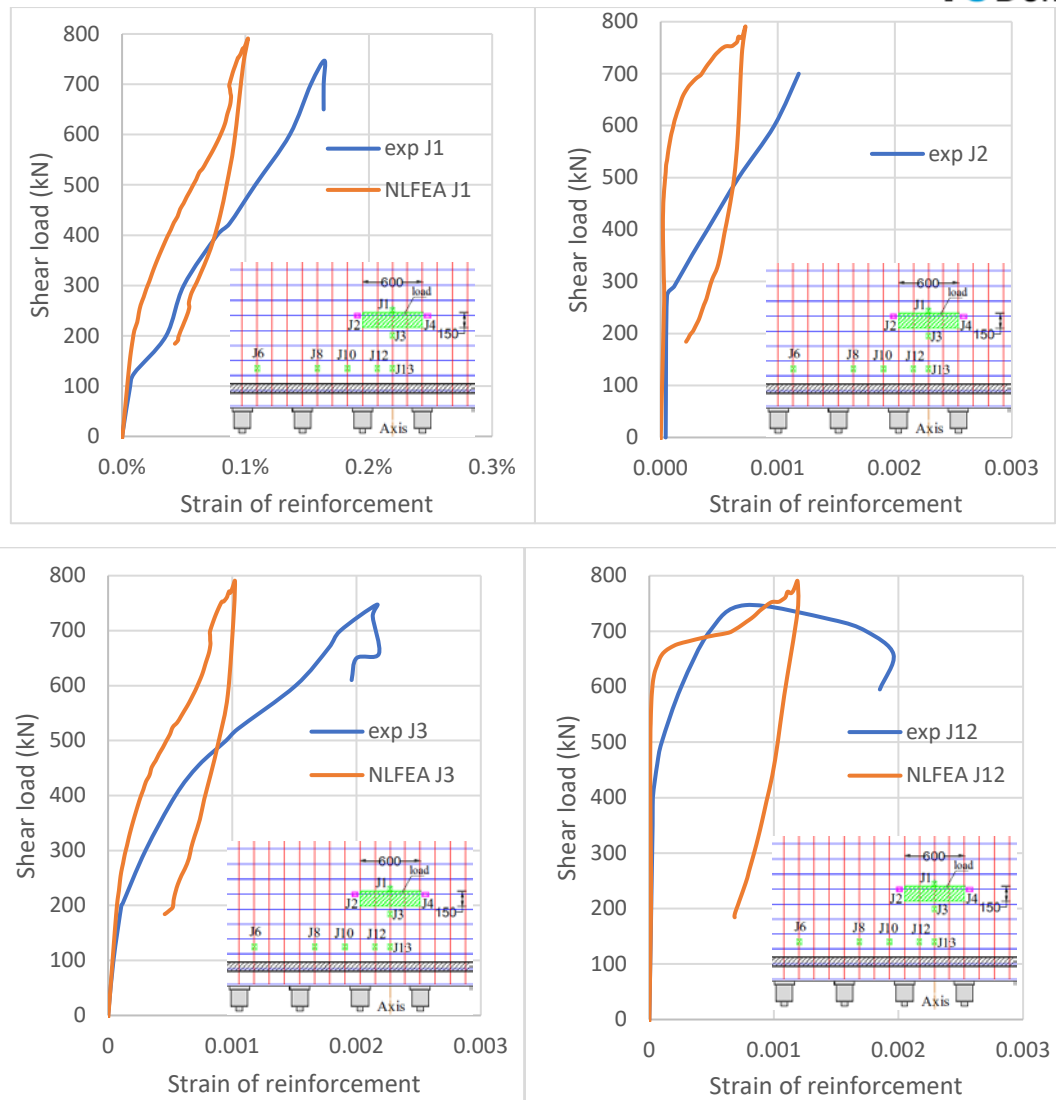 800
700
600
500
400
300
200
100
0
Shear load (kN)
exp J1
NLFEA J1
600
J1
load
J2
J4
J3
150
J6
J8
J10
J12
J13
Axis
0.0%
0.1%
0.2%
0.3%
Strain of reinforcement
800
700
600
500
400
300
200
100
0
Shear load (kN)
exp J2
600
J1
load
J2
J4
J3
150
J6
J8
J10
J12
J13
Axis
0.000
0.001
0.002
0.003
Strain of reinforcement
800
700
600
500
400
300
200
100
0
Shear load (kN)
exp J3
NLFEA J3
600
J1
load
J2
J4
J3
150
J6
J8
J10
J12
J13
Axis
0
0.001
0.002
0.003
Strain of reinforcement
800
700
600
500
400
300
200
100
0
Shear load (kN)
exp J12
NLFEA J12
600
J1
load
J2
J4
J3
150
J6
J8
J10
J12
J13
Axis
0
0.001
0.002
0.003
Strain of reinforcement